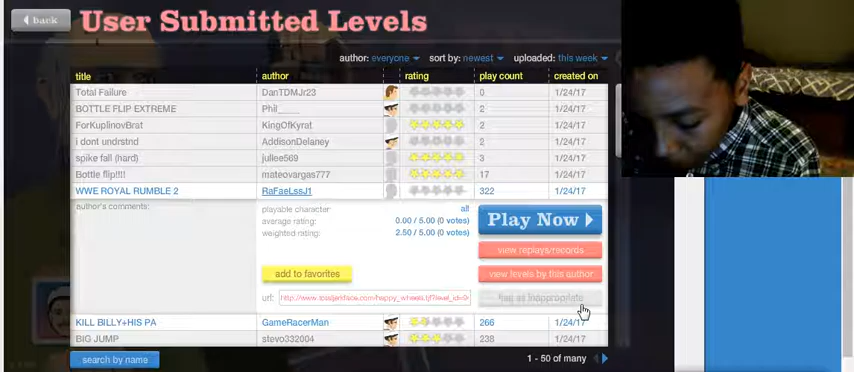 back
User Submitted Levels
author: everyone sort by: newest uploaded: this week
title author rating play count created on
Total Failure DanTDMJr23 0 1/24/17
BOTTLE FLIP EXTREME Phil____ 2 1/24/17
ForKuplinovBrat KingOfKyrat 2 1/24/17
i dont undrstnd AddisonDelaney 2 1/24/17
spike fall (hard) jullee569 3 1/24/17
Bottle flip!!!! mateovargas777 17 1/24/17
WWE ROYAL RUMBLE 2 RaFaeLssJ1 322 1/24/17
author's comments: playable character: all
average rating: 0.00 / 5.00 (0 votes)
weighted rating: 2.50 / 5.00 (0 votes)
Play Now
view replays/records
add to favorites view levels by this author
url: flag as inappropriate
KILL BILLY+HIS PA GameRacerMan 266 1/24/17
BIG JUMP stevo332004 238 1/24/17
search by name 1 - 50 of many